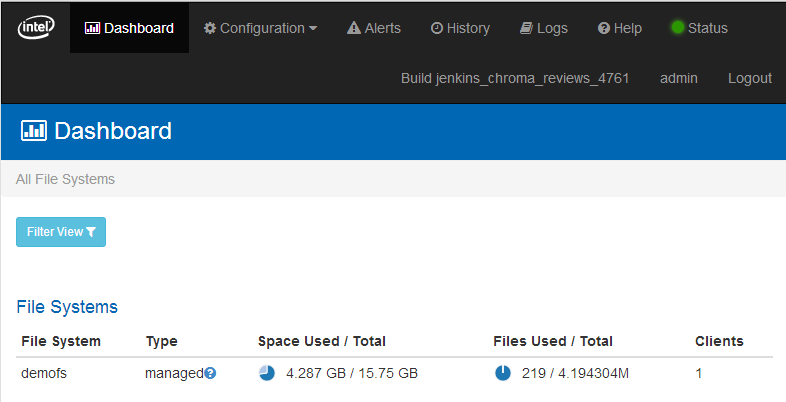 intel Dashboard Configuration Alerts History Logs Help Status
Build jenkins_chroma_reviews_4761 admin Logout
Dashboard
All File Systems
Filter View
File Systems
File System Type Space Used / Total Files Used / Total Clients
demofs managed 4.287 GB / 15.75 GB 219 / 4.194304M 1